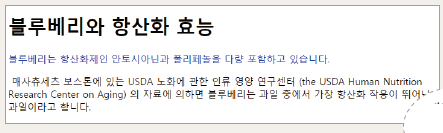 블루베리와 항산화 효능
블루베리는 항산화제인 안토시아닌과 폴리페놀을 다량 포함하고 있습니다.
매사츄세츠 보스톤에 있는 USDA 노화에 관한 인류 영양 연구센터 (the USDA Human Nutrition
Research Center on Aging) 의 자료에 의하면 블루베리는 과일 중에서 가장 항산화 작용이
과일이라고 합니다.